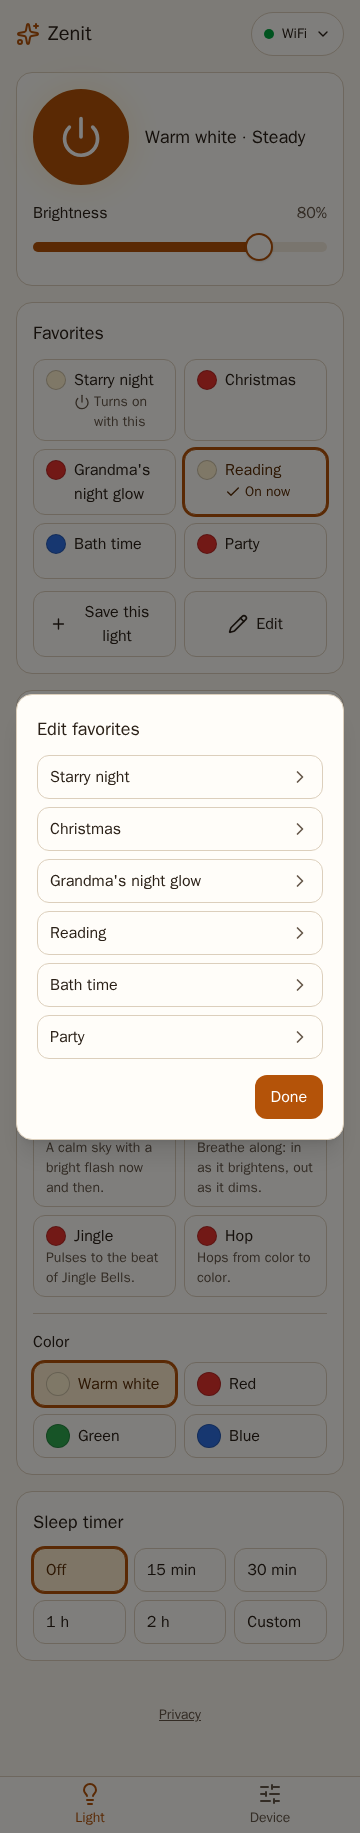 Zenit
WiFi
Warm white · Steady
Brightness
80%
Favorites
Starry night
Turns on
with this
Christmas
Grandma's
night glow
Reading
On now
Bath time
Party
Save this
light
Edit
Edit favorites
Starry night
Christmas
Grandma's night glow
Reading
Bath time
Party
Done
A calm sky with a
bright flash now
and then.
Breathe along: in
as it brightens, out
as it dims.
Jingle
Pulses to the beat
of Jingle Bells.
Hop
Hops from color to
color.
Color
Warm white
Red
Green
Blue
Sleep timer
Off
15 min
30 min
1 h
2 h
Custom
Privacy
Light
Device